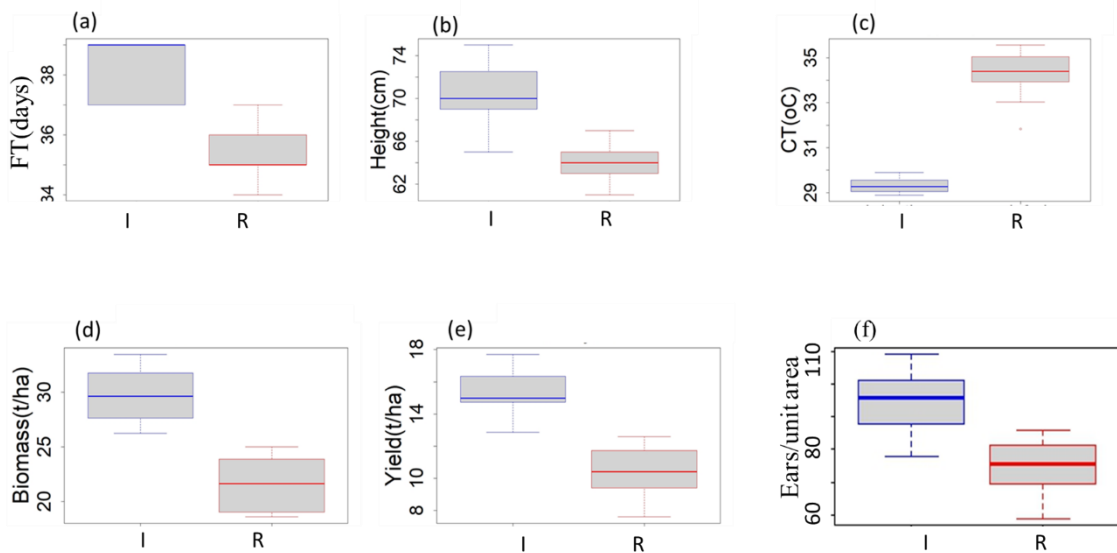 (a)
FT(days)
38
36
34
I R
(b)
Height(cm)
74
70
66
62
I R
(c)
CT(oC)
35
33
31
29
I R
(d)
Biomass(t/ha)
30
25
20
I R
(e)
Yield(t/ha)
18
14
10
8
I R
(f)
Ears/unit area
110
80
60
I R